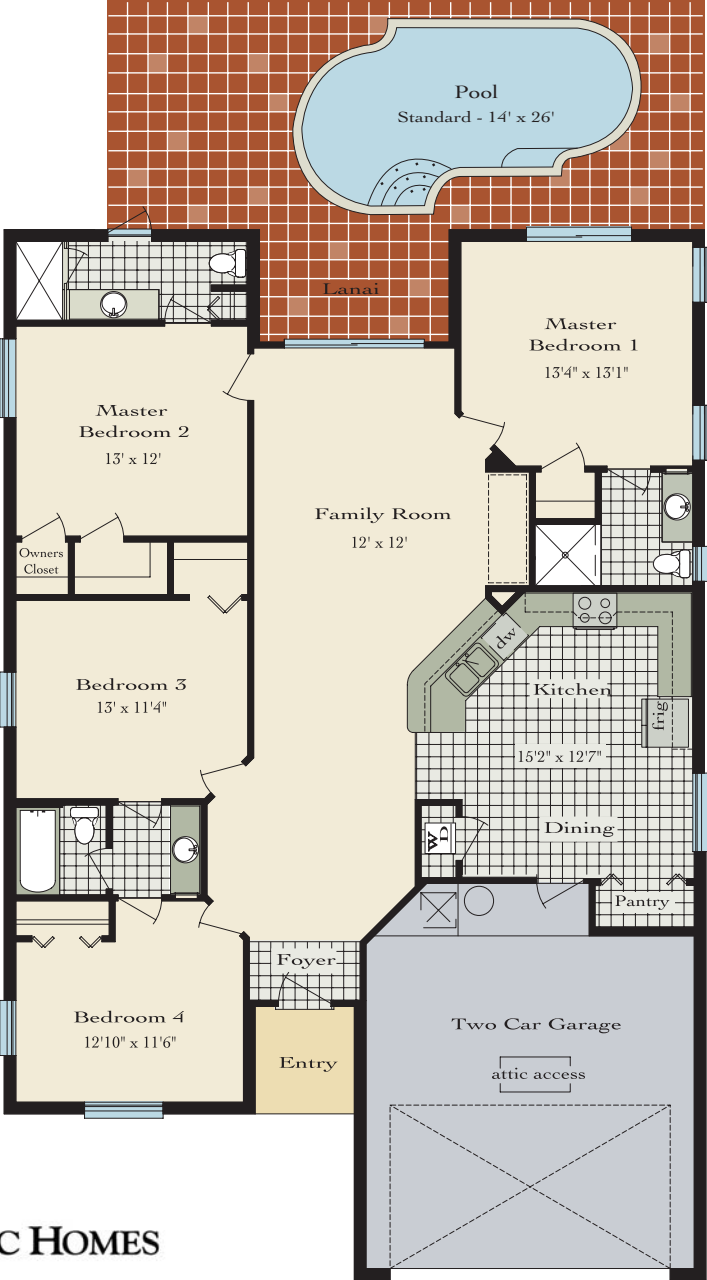 Pool
Standard - 14' x 26'
Lanai
Master
Bedroom 1
13'4" x 13'1"
Master
Bedroom 2
13' x 12'
Family Room
12' x 12'
Owners
Closet
dw
Kitchen
frig
15'2" x 12'7"
Bedroom 3
13' x 11'4"
W
D
Dining
Pantry
Foyer
Bedroom 4
12'10" x 11'6"
Entry
Two Car Garage
attic access
C HOMES